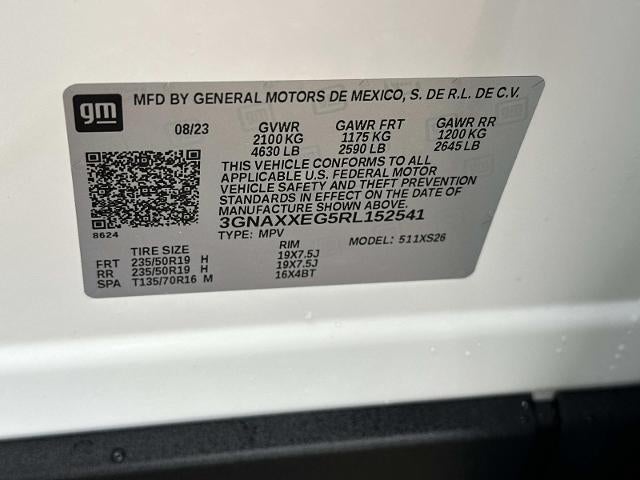 gm MFD BY GENERAL MOTORS DE MEXICO, S. DE R.L. DE C.V.
08/23 GVWR GAWR FRT GAWR RR
2100 KG 1175 KG 1200 KG
4630 LB 2590 LB 2645 LB
THIS VEHICLE CONFORMS TO ALL
APPLICABLE U.S. FEDERAL MOTOR
VEHICLE SAFETY AND THEFT PREVENTION
STANDARDS IN EFFECT ON THE DATE OF
MANUFACTURE SHOWN ABOVE.
3GNAXXEG5RL152541
8624 TYPE: MPV MODEL: 511XS26
TIRE SIZE RIM
FRT 235/50R19 H 19X7.5J
RR 235/50R19 H 19X7.5J
SPA T135/70R16 M 16X4BT